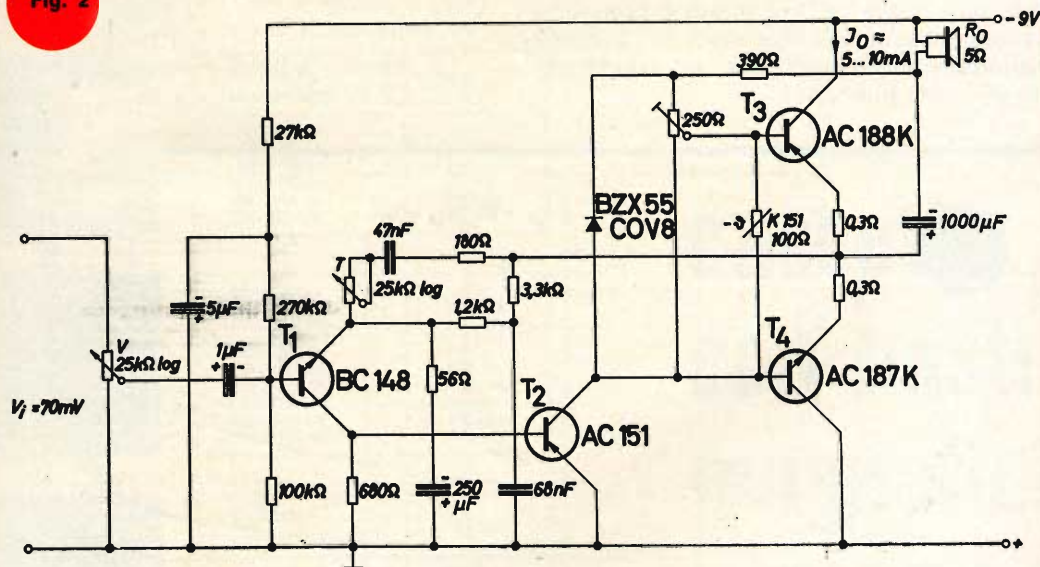 Fig. 2
-9V
J₀ ≈
5...10mA
R₀
5Ω
390Ω
T₃
250Ω
AC 188K
27kΩ
BZX55
COV8
-ϑ
K 151
100Ω
0,3Ω
1000μF
-
+
47nF
180Ω
T
25kΩ log
3,3kΩ
0,3Ω
5μF
-
+
270kΩ
1,2kΩ
T₁
T₄
V
25kΩ log
1μF
+
-
BC 148
56Ω
T₂
AC 187K
Vᵢ = 70mV
AC 151
100kΩ
680Ω
-
+
250
μF
68nF
+